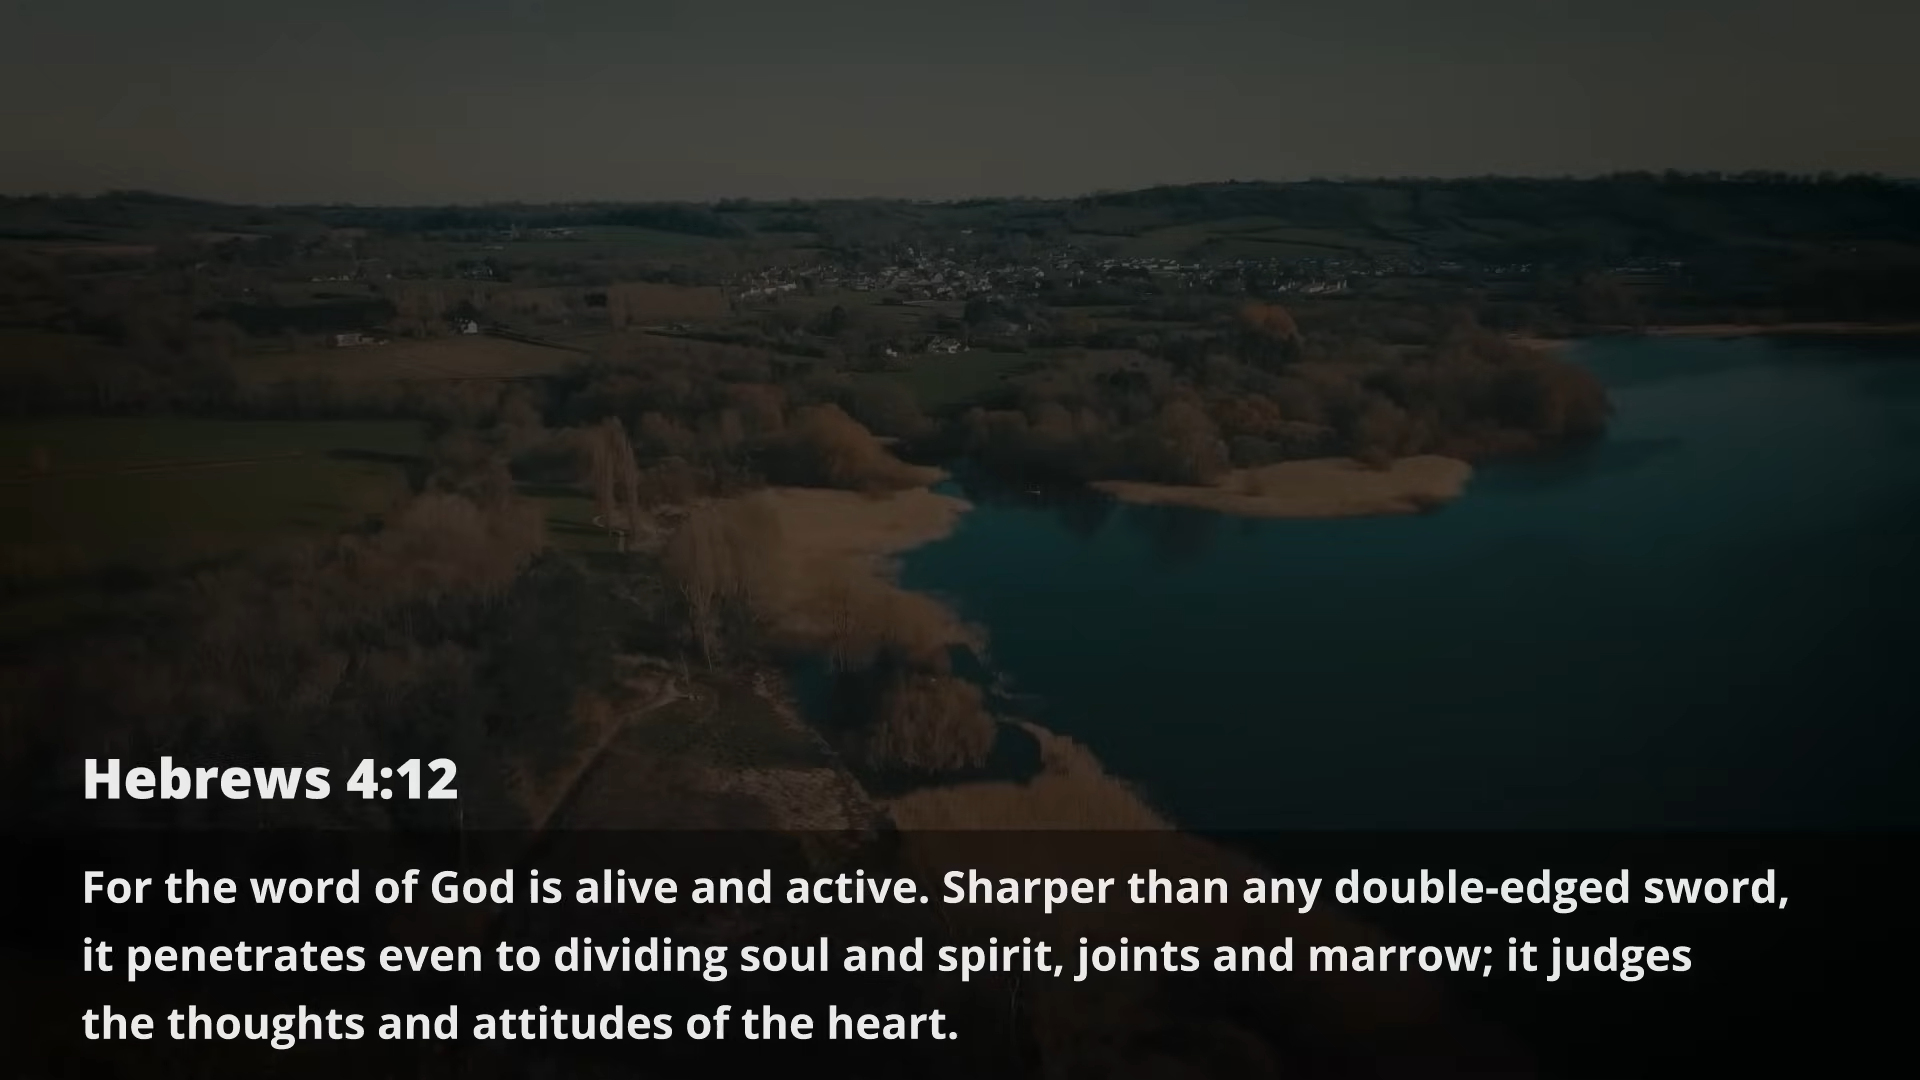 Hebrews 4:12
For the word of God is alive and active. Sharper than any double-edged sword,
it penetrates even to dividing soul and spirit, joints and marrow; it judges
the thoughts and attitudes of the heart.